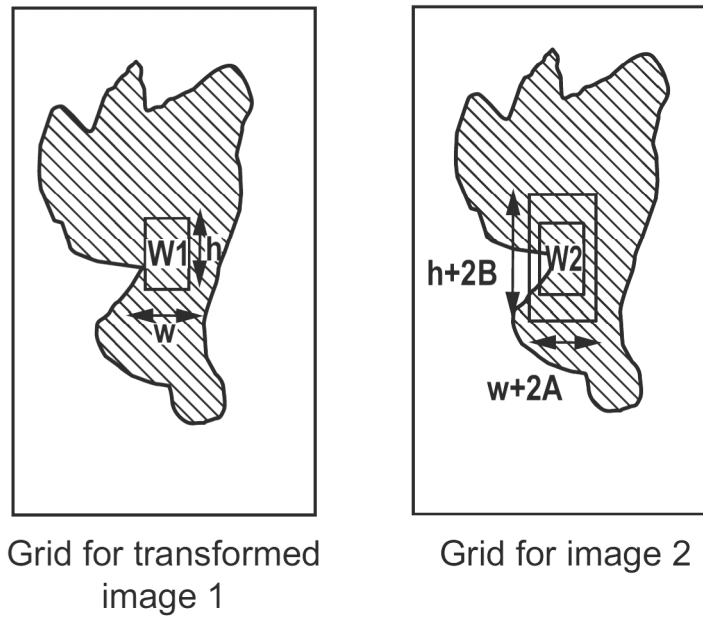 W1
h
w
W2
h+2B
w+2A
Grid for transformed
image 1
Grid for image 2